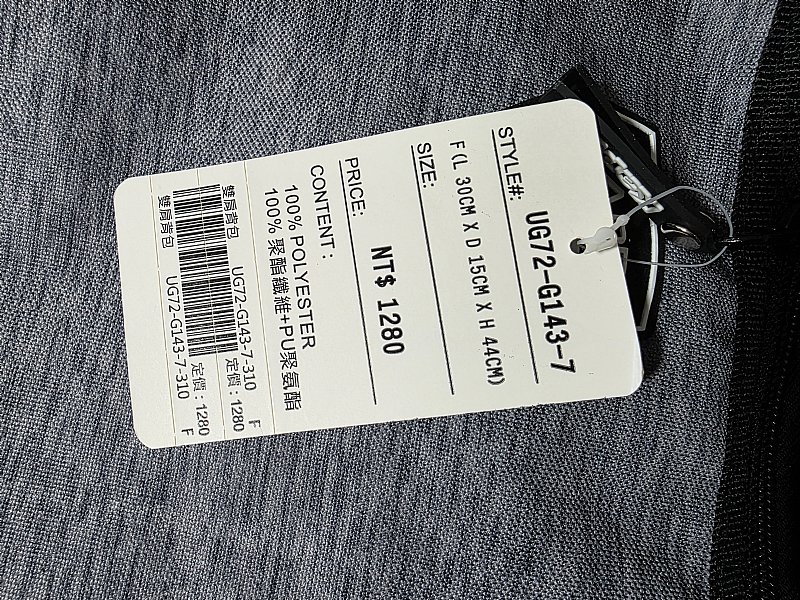 STYLE#: UG72-G143-7
F(L 30CM X D 15CM X H 44CM)
SIZE:
PRICE: NT$ 1280
CONTENT:
100% POLYESTER
100% 聚酯纖維+PU聚氨酯
雙肩背包 UG72-G143-7-310 F
定價:1280
雙肩背包 UG72-G143-7-310 F
定價:1280